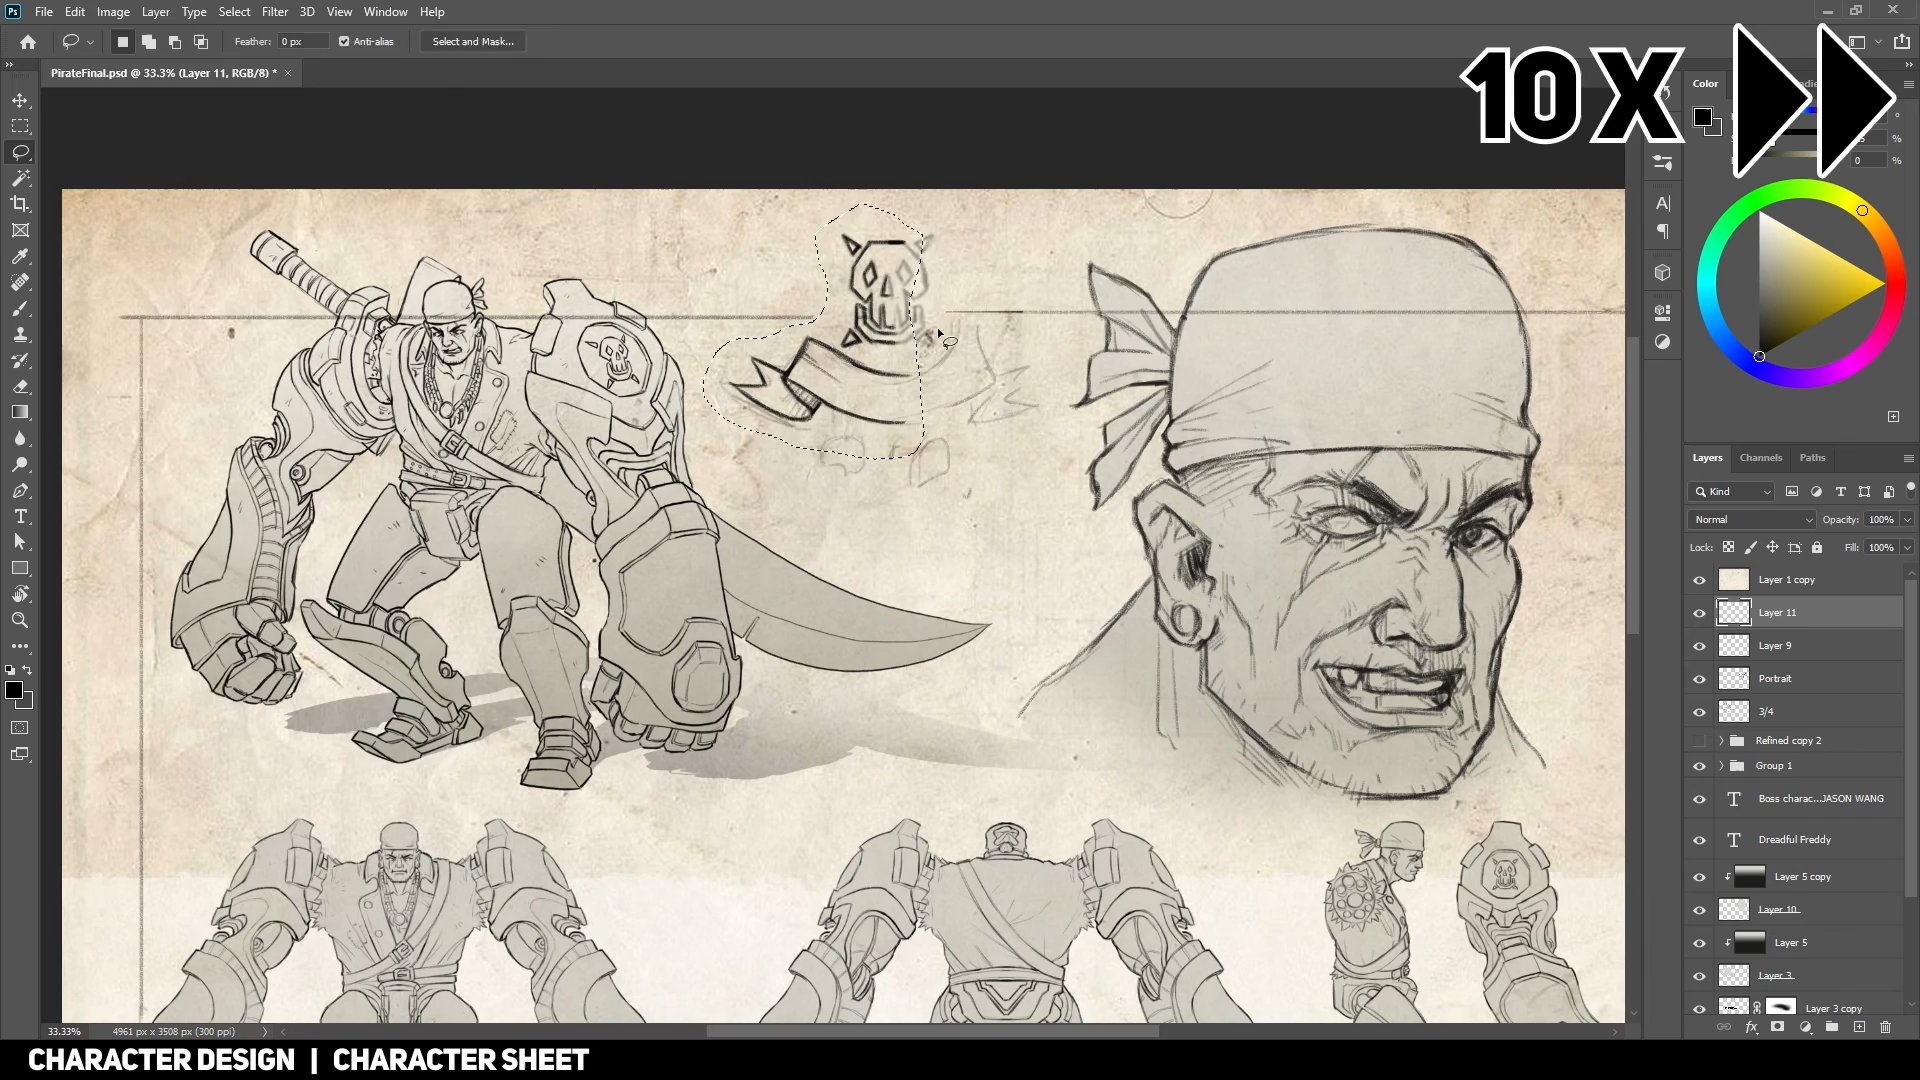 Ps File Edit Image Layer Type Select Filter 3D View Window Help
Feather: 0 px Anti-alias Select and Mask...
PirateFinal.psd @ 33.3% (Layer 11, RGB/8) * ×
10X
Color
%
0 %
Layers Channels Paths
Kind
Normal Opacity: 100%
Lock: Fill: 100%
Layer 1 copy
Layer 11
Layer 9
Portrait
3/4
Refined copy 2
Group 1
Boss charac...JASON WANG
Dreadful Freddy
Layer 5 copy
Layer 10
Layer 5
Layer 3
Layer 3 copy
33.33% 4961 px x 3508 px (300 ppi)
CHARACTER DESIGN | CHARACTER SHEET